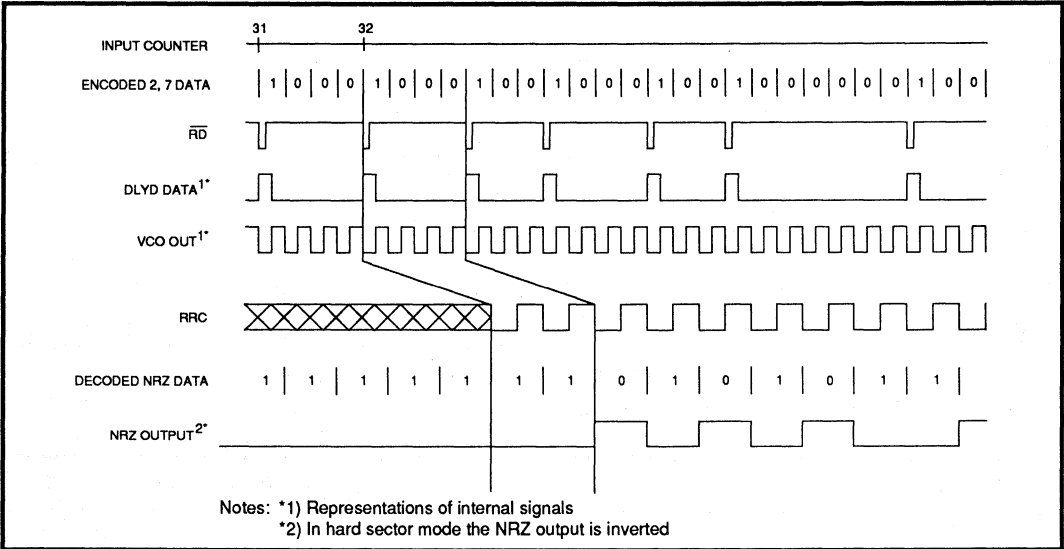 31 32
INPUT COUNTER
ENCODED 2, 7 DATA | 1 | 0 | 0 | 0 | 1 | 0 | 0 | 0 | 1 | 0 | 0 | 1 | 0 | 0 | 0 | 1 | 0 | 0 | 1 | 0 | 0 | 0 | 0 | 0 | 0 | 1 | 0 | 0 |
RD
DLYD DATA1*
VCO OUT1*
RRC
DECODED NRZ DATA 1 | 1 | 1 | 1 | 1 | 1 | 1 | 0 | 1 | 0 | 1 | 0 | 1 | 1 |
NRZ OUTPUT2*
Notes: *1) Representations of internal signals
*2) In hard sector mode the NRZ output is inverted